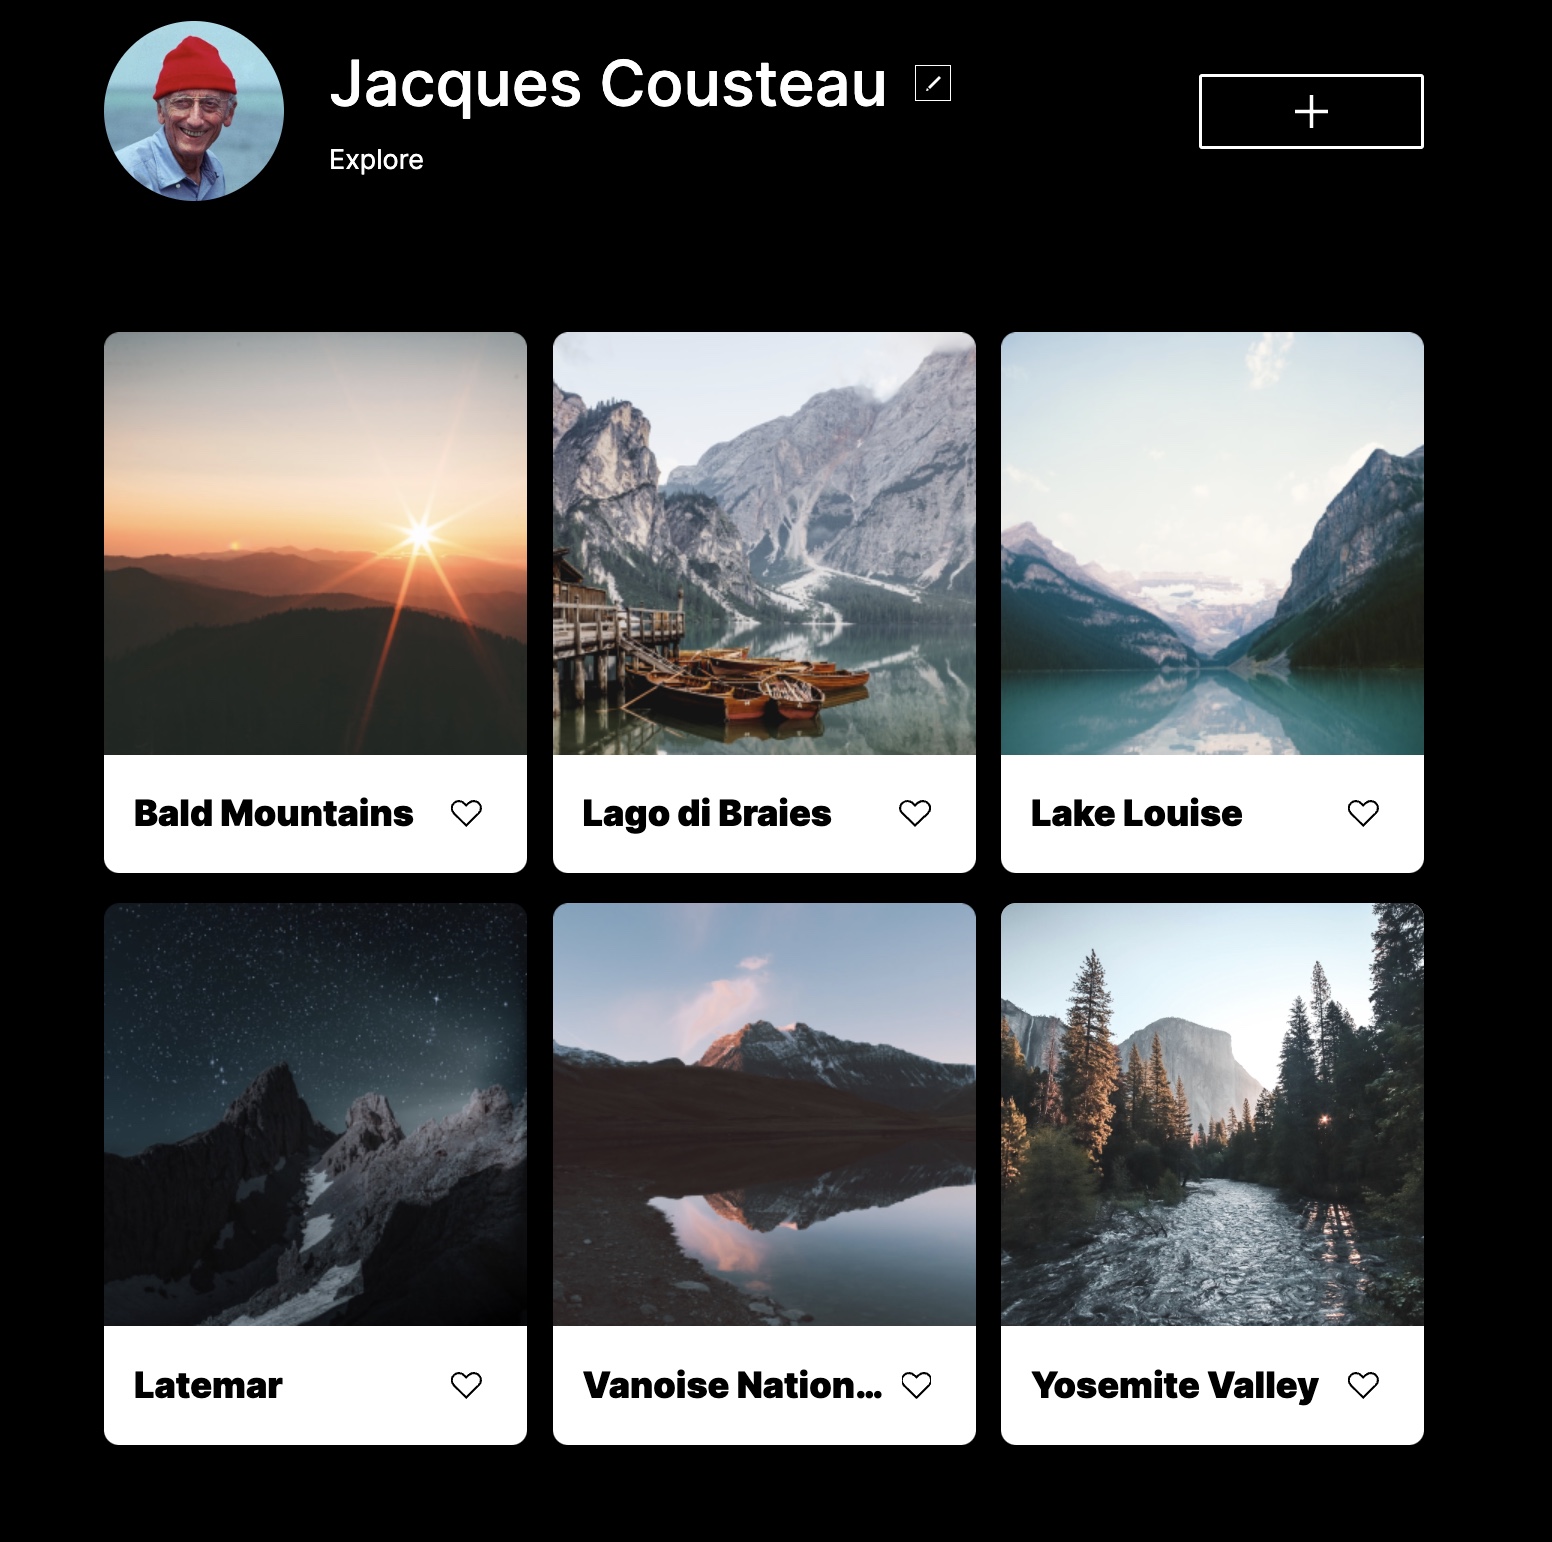 Jacques Cousteau
Explore
Bald Mountains
Lago di Braies
Lake Louise
Latemar
Vanoise Nation...
Yosemite Valley